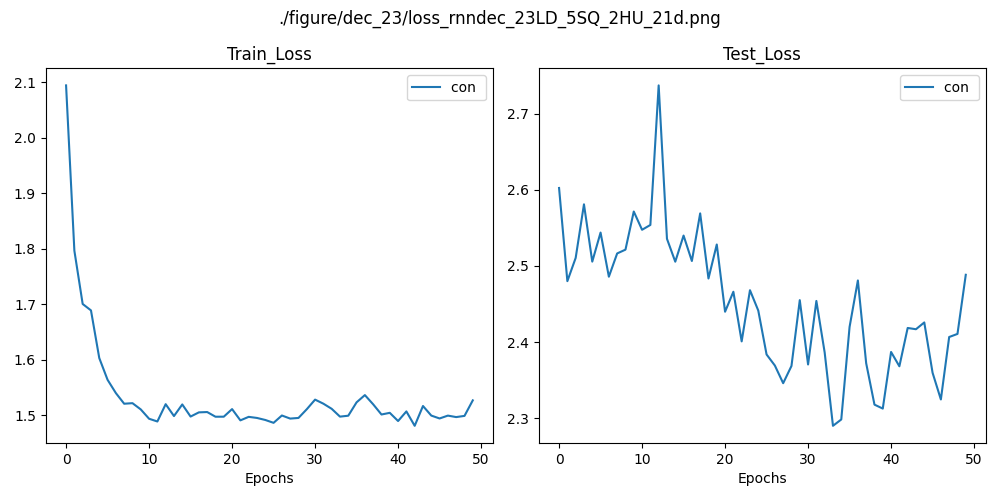 ./figure/dec_23/loss_rnndec_23LD_5SQ_2HU_21d.png
Train_Loss
con
2.1
2.0
1.9
1.8
1.7
1.6
1.5
0 10 20 30 40 50
Epochs
Test_Loss
con
2.7
2.6
2.5
2.4
2.3
0 10 20 30 40 50
Epochs